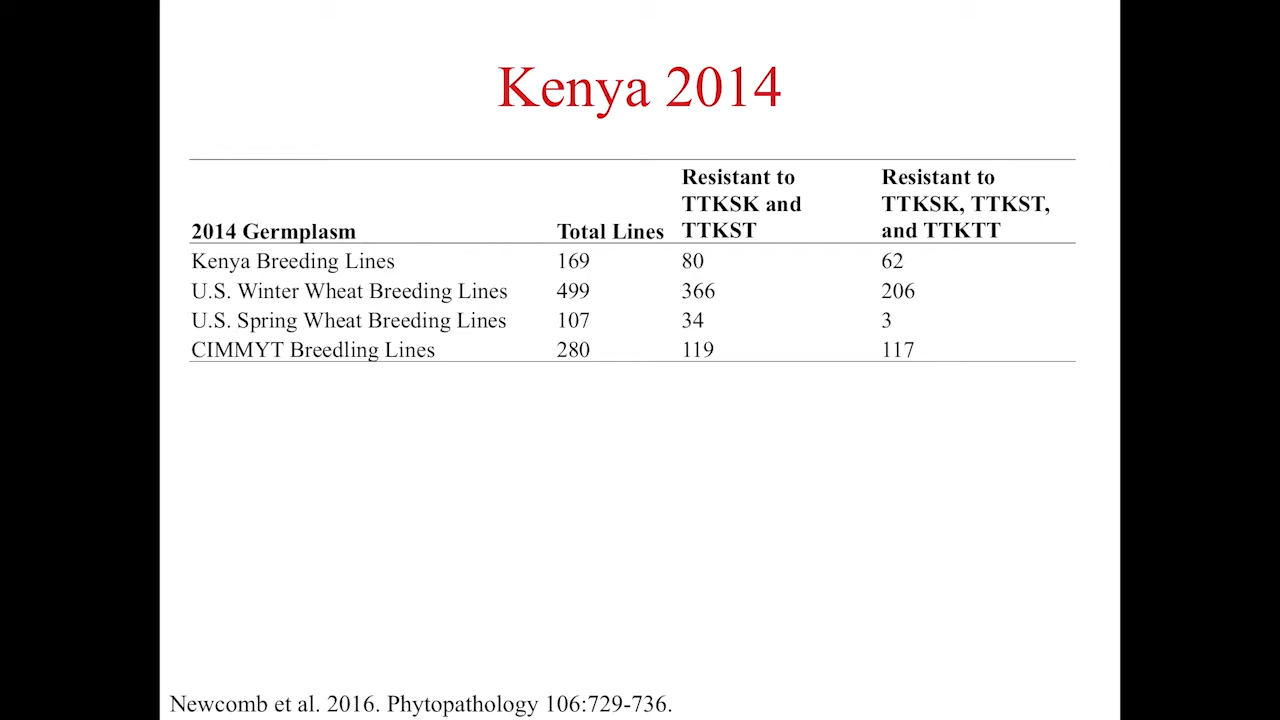 Kenya 2014
Resistant to Resistant to
TTKSK and TTKSK, TTKST,
2014 Germplasm Total Lines TTKST and TTKTT
Kenya Breeding Lines 169 80 62
U.S. Winter Wheat Breeding Lines 499 366 206
U.S. Spring Wheat Breeding Lines 107 34 3
CIMMYT Breedling Lines 280 119 117
Newcomb et al. 2016. Phytopathology 106:729-736.